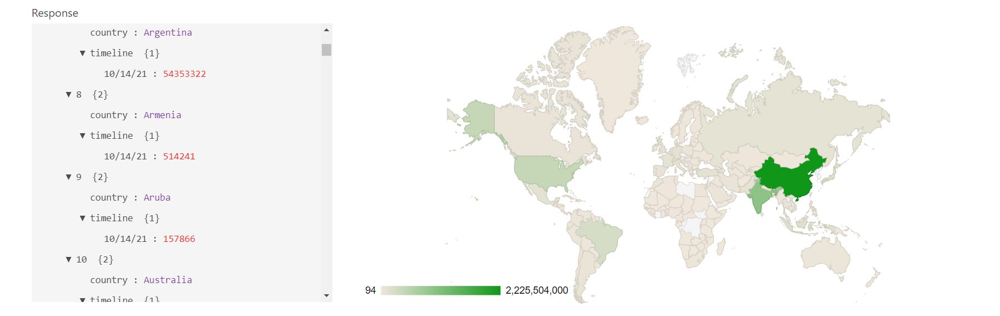 Response
country : Argentina
▼ timeline {1}
10/14/21 : 54353322
▼ 8 {2}
country : Armenia
▼ timeline {1}
10/14/21 : 514241
▼ 9 {2}
country : Aruba
▼ timeline {1}
10/14/21 : 157866
▼ 10 {2}
country : Australia
▼ timeline {1}
94 2,225,504,000